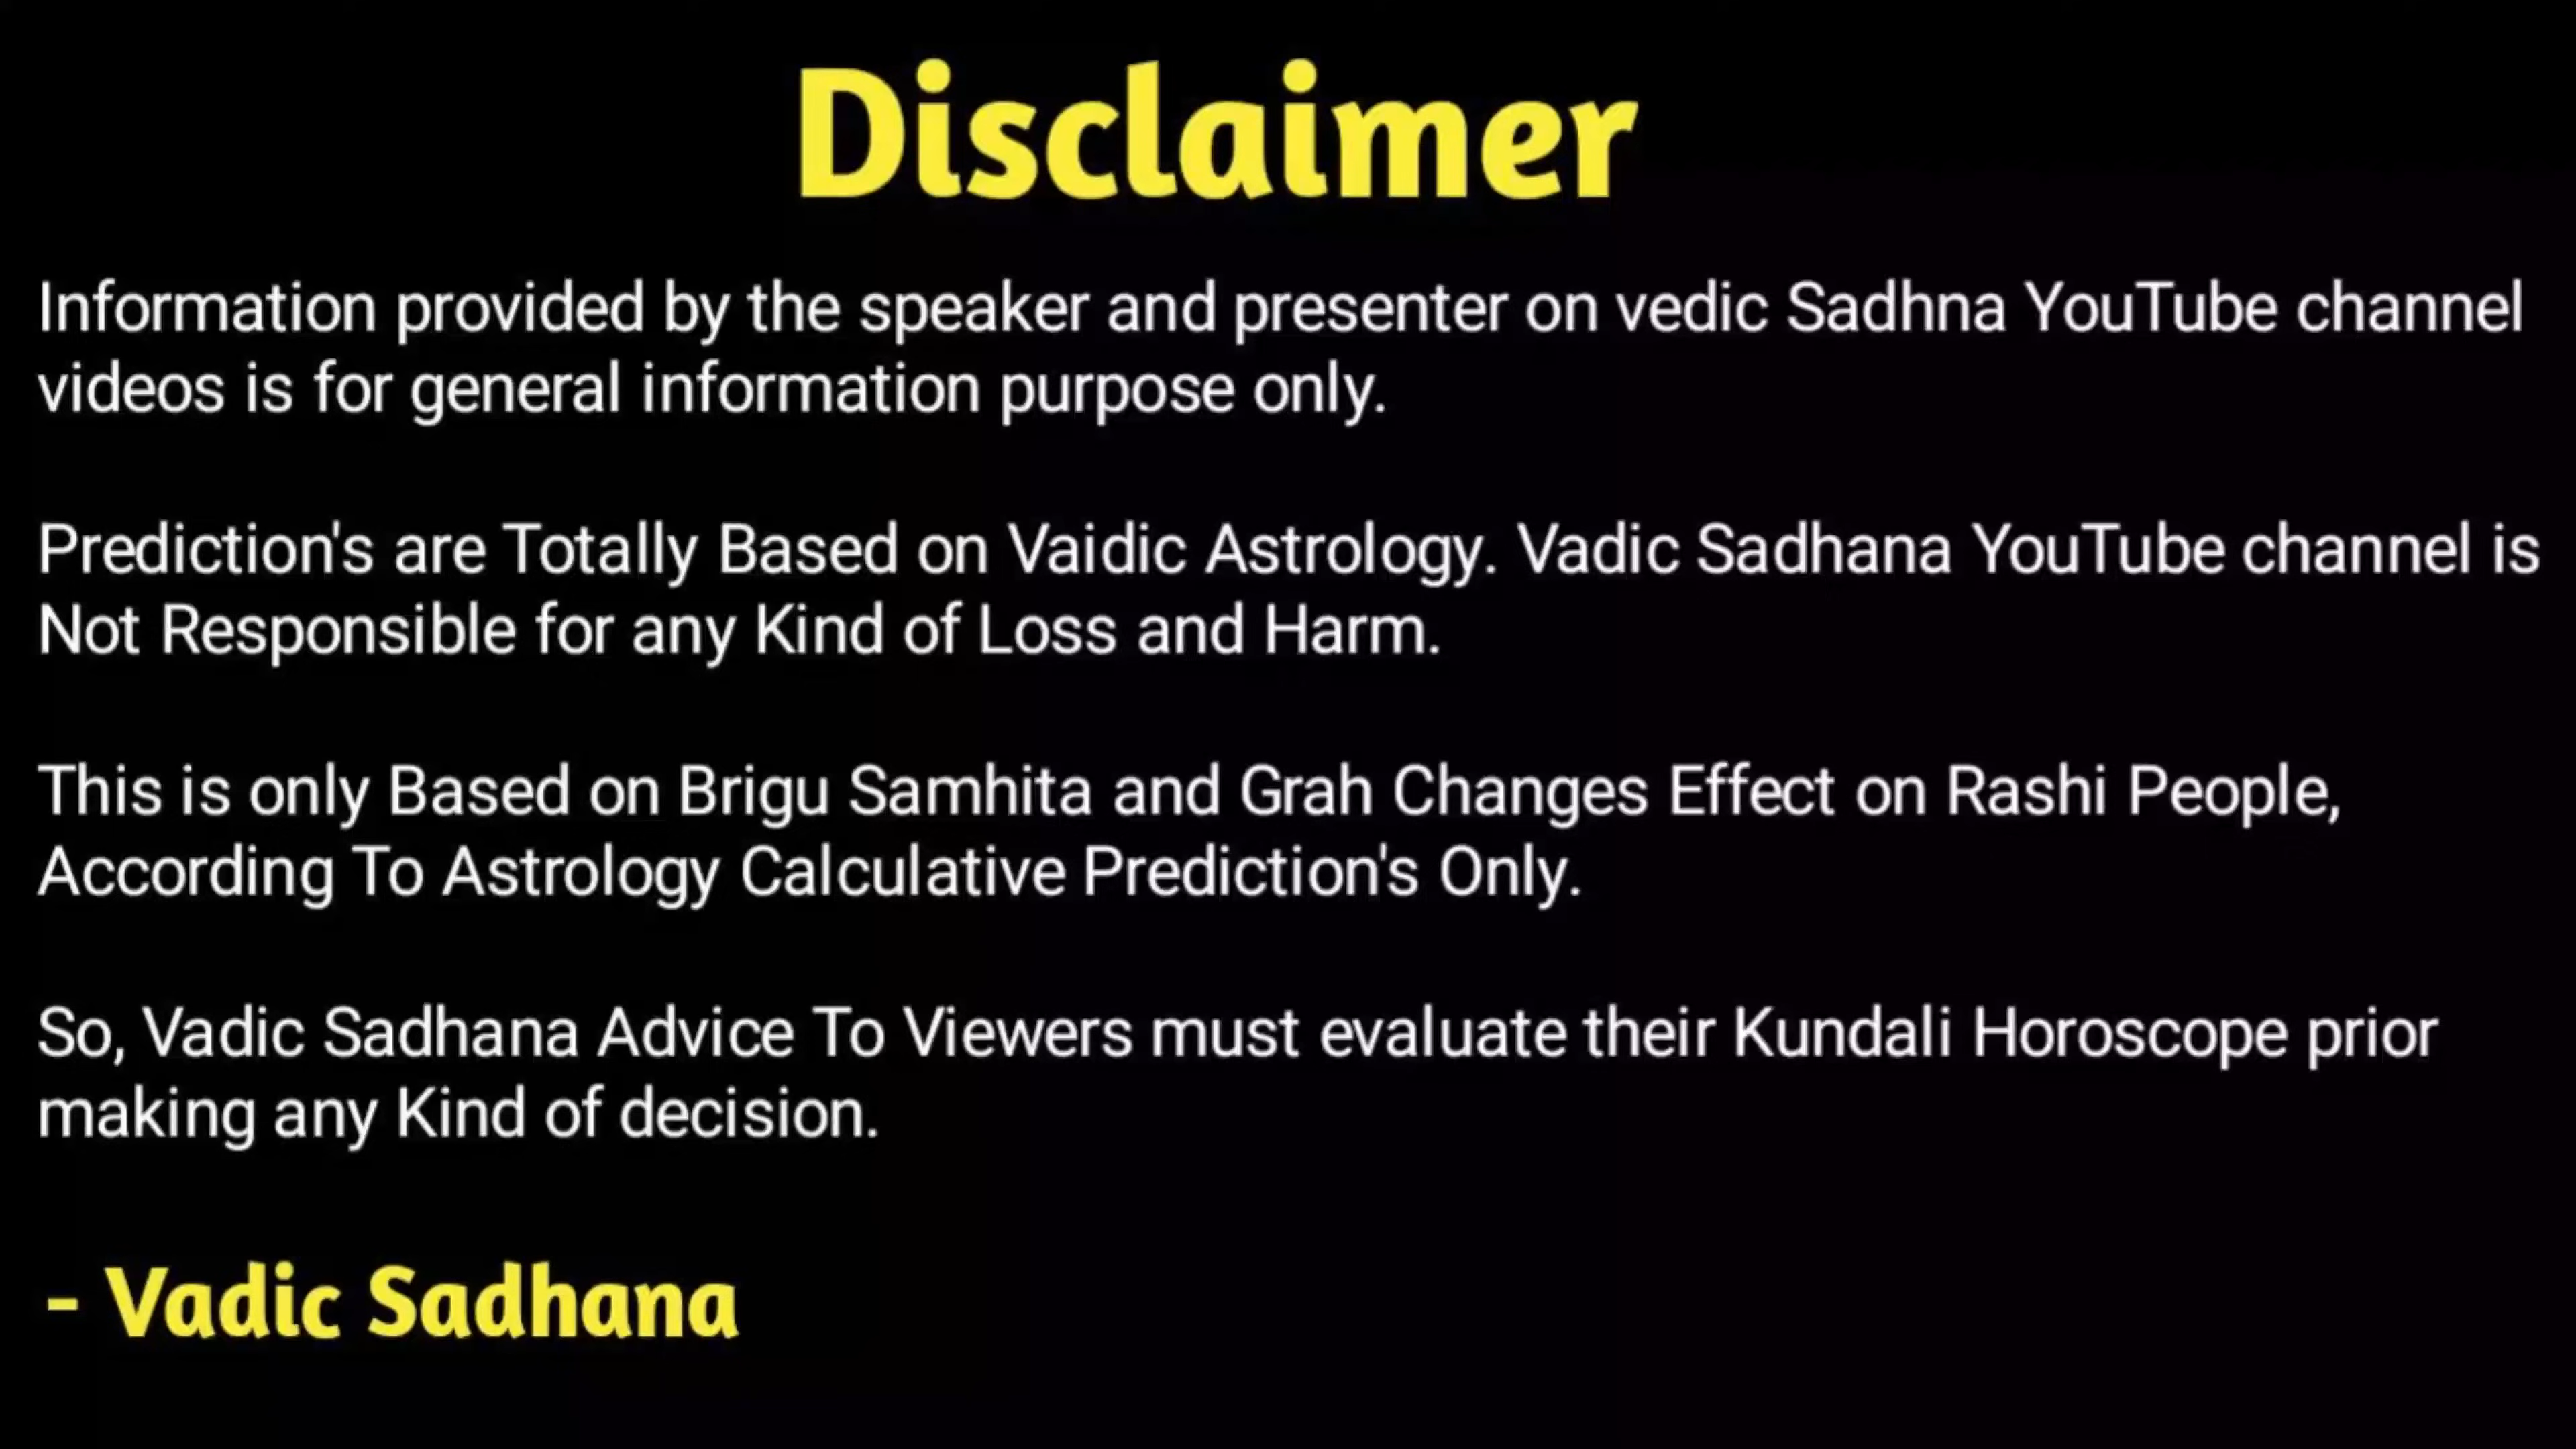 Disclaimer
Information provided by the speaker and presenter on vedic Sadhna YouTube channel
videos is for general information purpose only.
Prediction's are Totally Based on Vaidic Astrology. Vadic Sadhana YouTube channel is
Not Responsible for any Kind of Loss and Harm.
This is only Based on Brigu Samhita and Grah Changes Effect on Rashi People,
According To Astrology Calculative Prediction's Only.
So, Vadic Sadhana Advice To Viewers must evaluate their Kundali Horoscope prior
making any Kind of decision.
- Vadic Sadhana